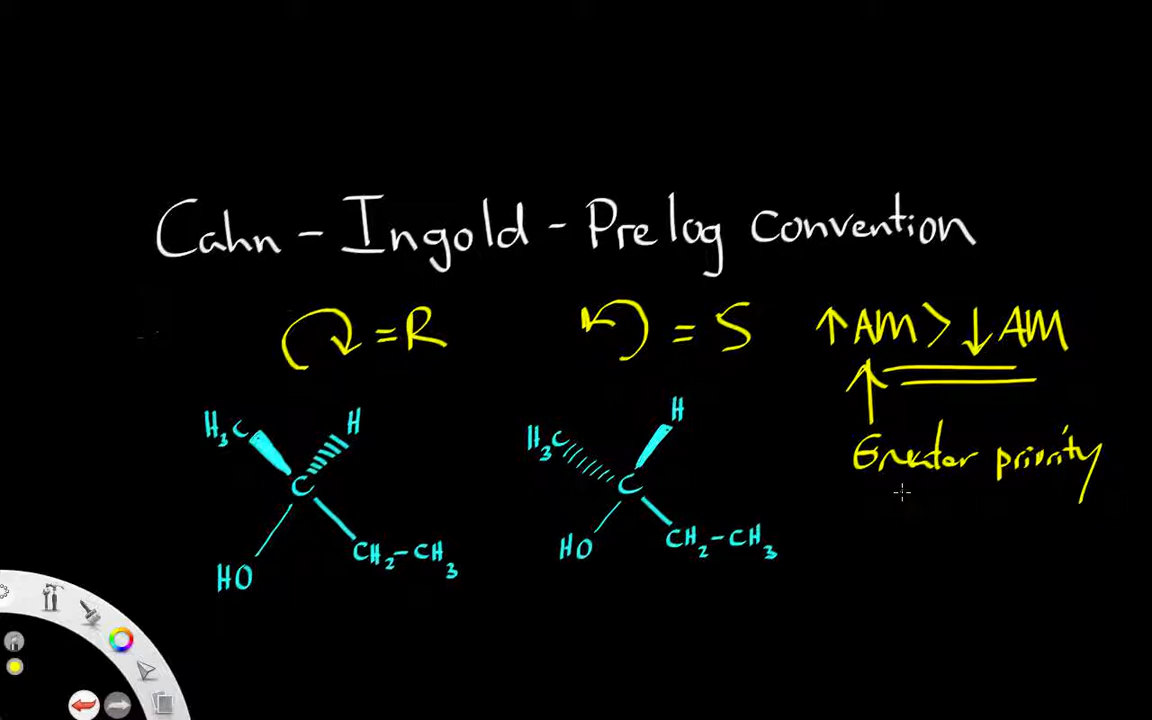 Cahn - Ingold - Prelog convention
= R = S ↑AM > ↓AM
Greater priority
H₃C H H₃C H
C C
HO CH₂-CH₃ HO CH₂-CH₃